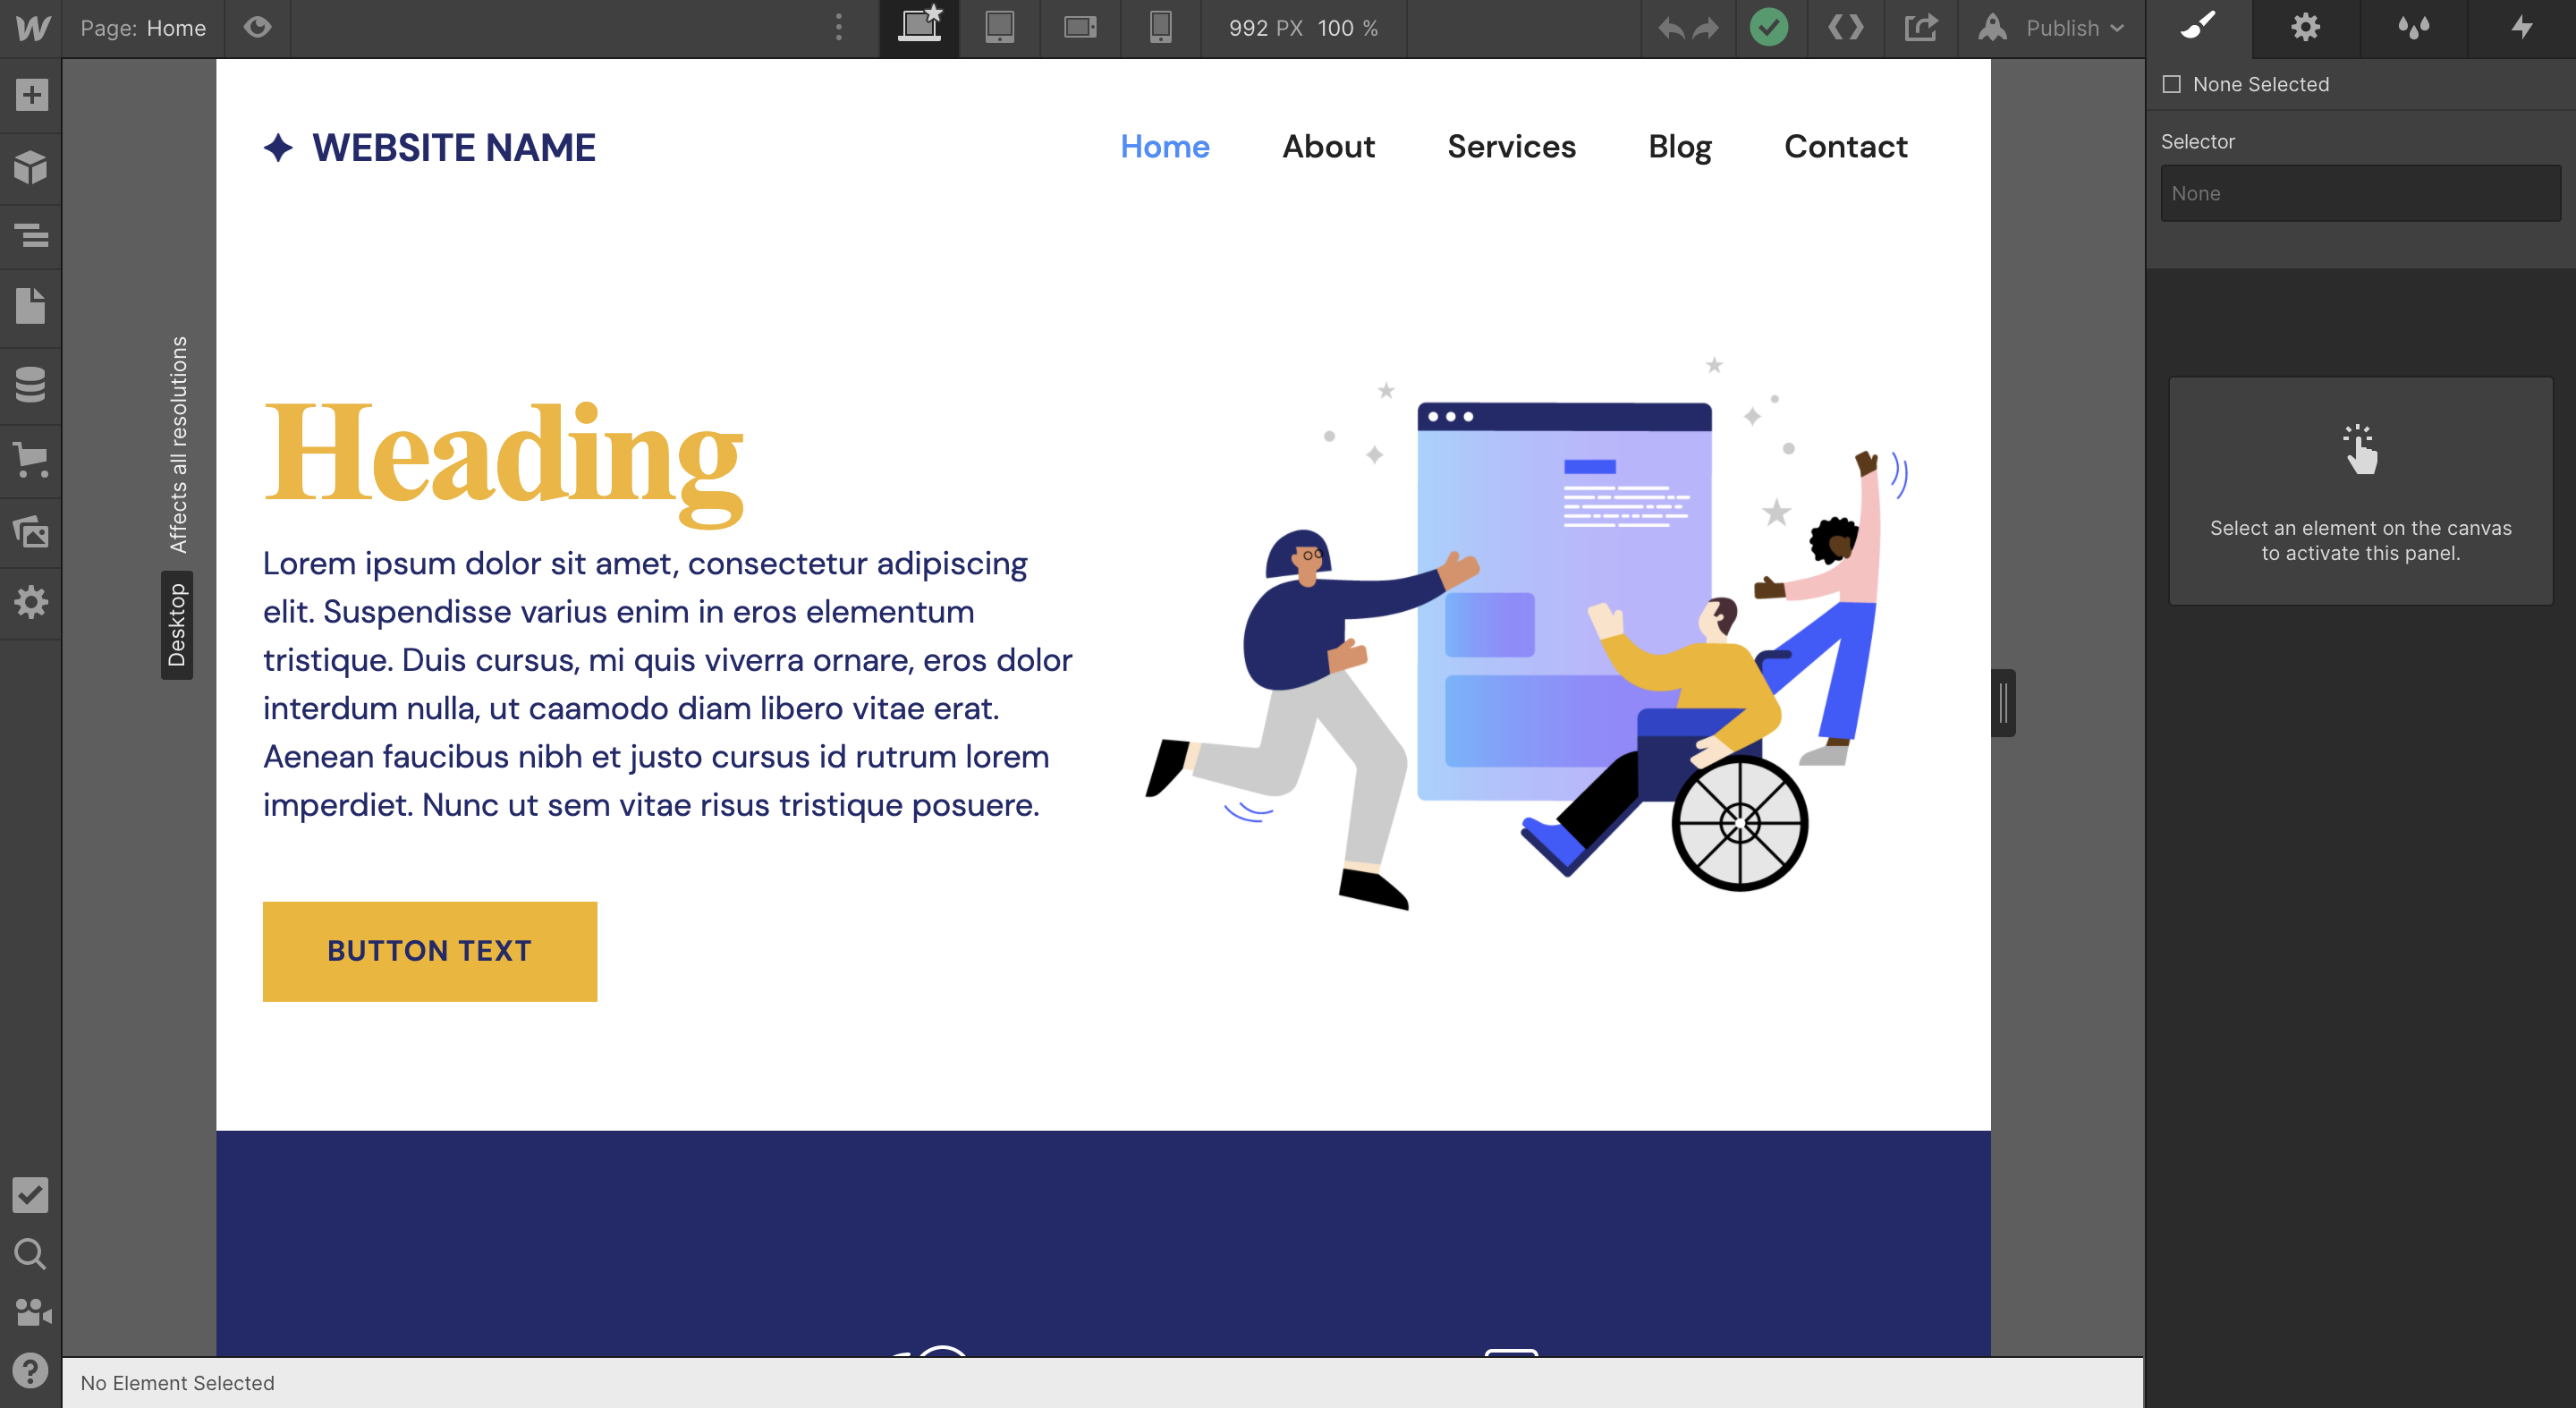 Page: Home
992 PX 100 %
Publish
None Selected
Selector
None
Select an element on the canvas
to activate this panel.
Affects all resolutions
Desktop
WEBSITE NAME
Home About Services Blog Contact
Heading
Lorem ipsum dolor sit amet, consectetur adipiscing
elit. Suspendisse varius enim in eros elementum
tristique. Duis cursus, mi quis viverra ornare, eros dolor
interdum nulla, ut caamodo diam libero vitae erat.
Aenean faucibus nibh et justo cursus id rutrum lorem
imperdiet. Nunc ut sem vitae risus tristique posuere.
BUTTON TEXT
No Element Selected